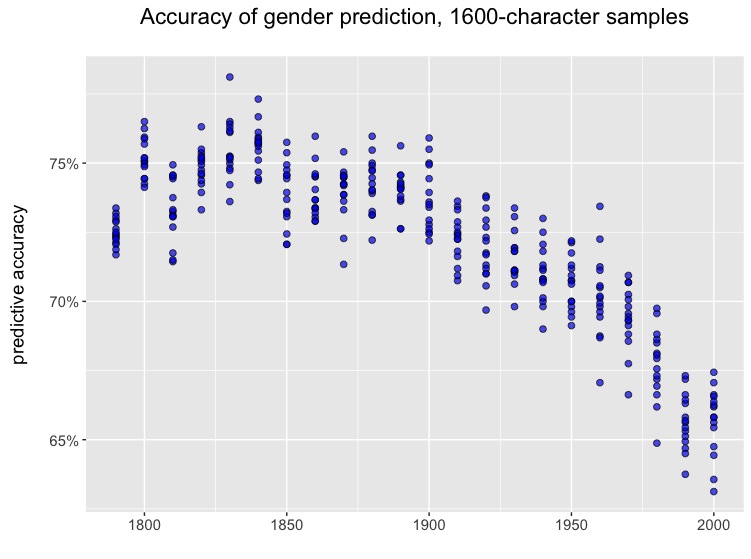 Accuracy of gender prediction, 1600-character samples
predictive accuracy
75%
70%
65%
1800 1850 1900 1950 2000